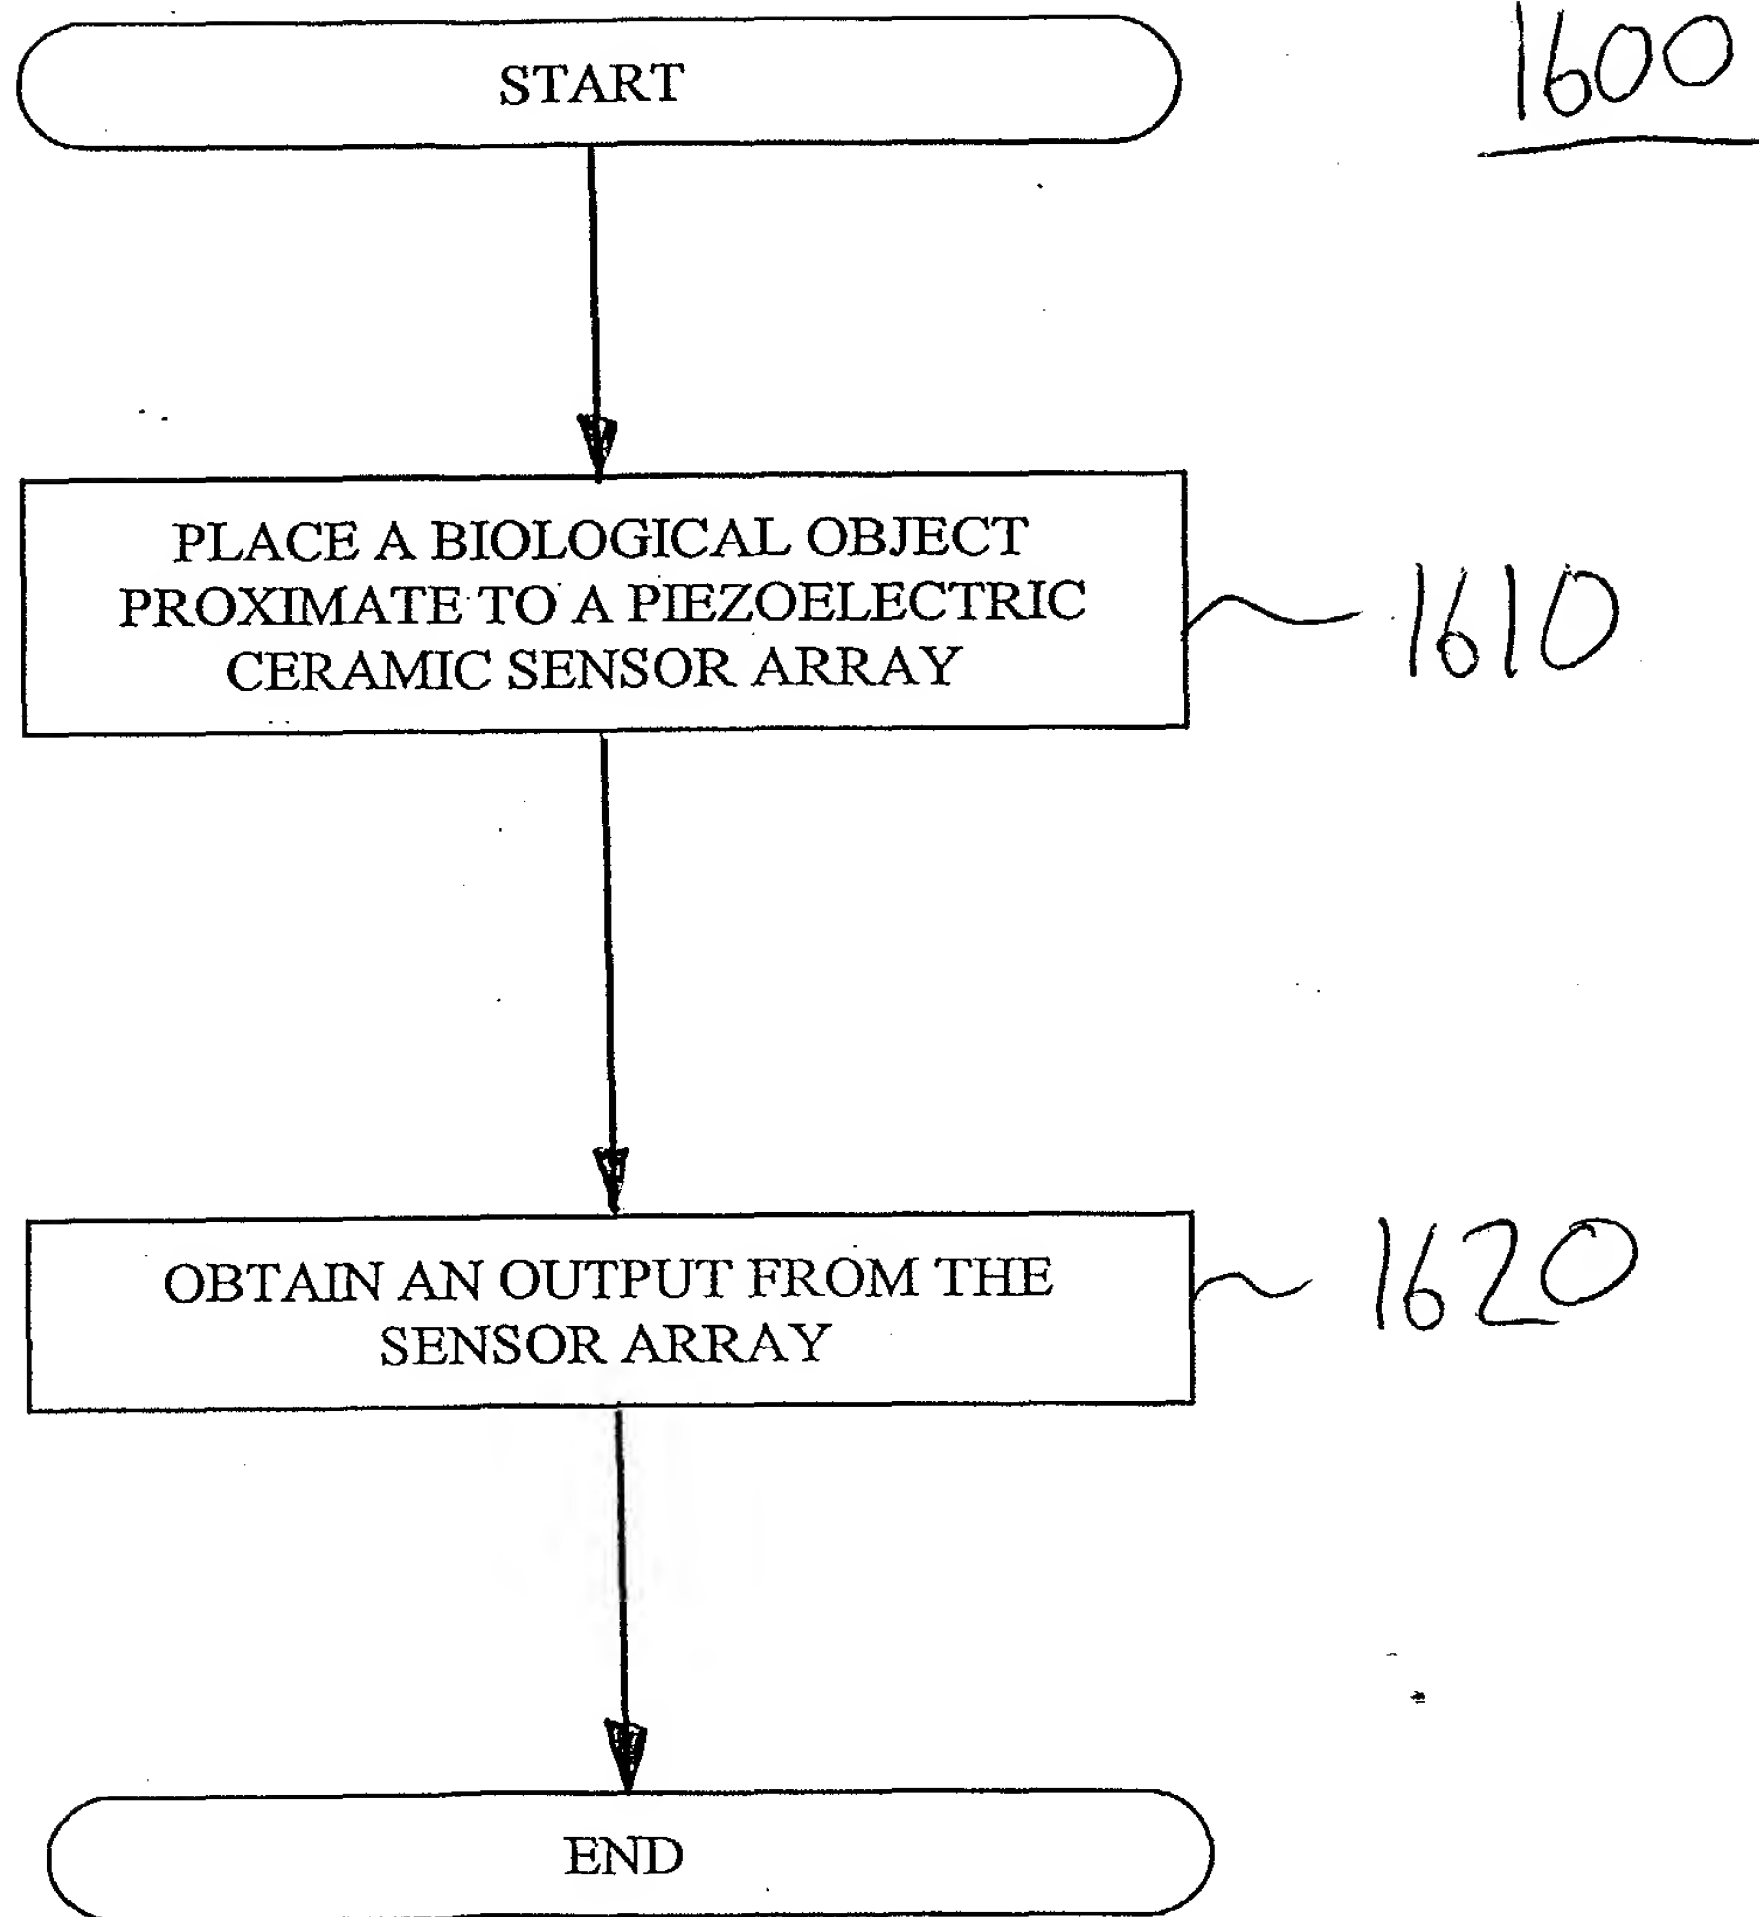 START
1600
PLACE A BIOLOGICAL OBJECT
PROXIMATE TO A PIEZOELECTRIC
CERAMIC SENSOR ARRAY
1610
OBTAIN AN OUTPUT FROM THE
SENSOR ARRAY
1620
END